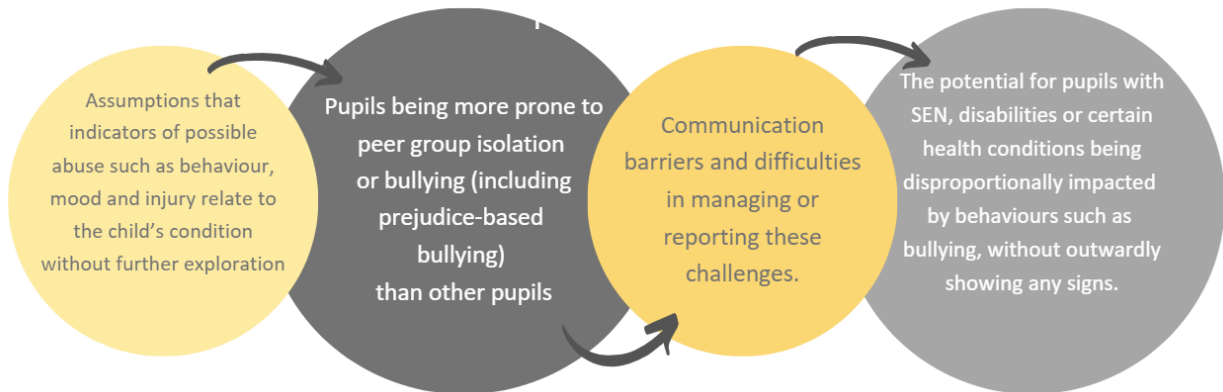 Assumptions that
indicators of possible
abuse such as behaviour,
mood and injury relate to
the child’s condition
without further exploration
Pupils being more prone to
peer group isolation
or bullying (including
prejudice-based
bullying)
than other pupils
Communication
barriers and difficulties
in managing or
reporting these
challenges.
The potential for pupils with
SEN, disabilities or certain
health conditions being
disproportionally impacted
by behaviours such as
bullying, without outwardly
showing any signs.